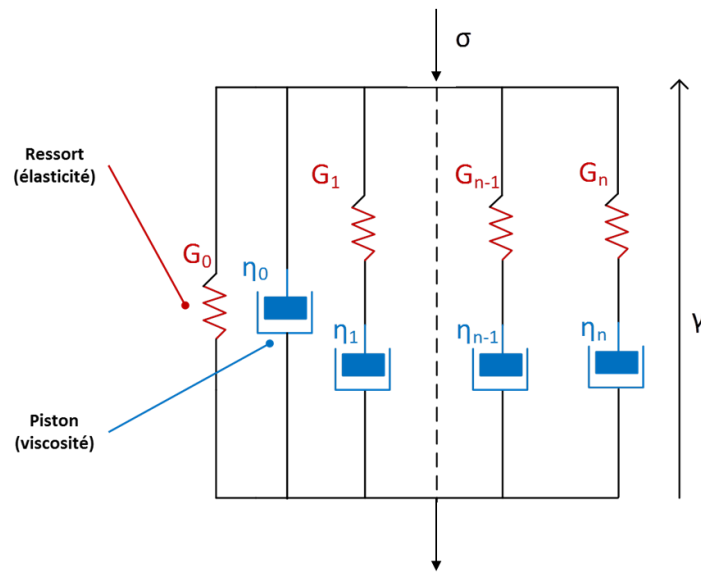 σ
Ressort
(élasticité)
G₁
Gₙ₋₁
Gₙ
G₀
η₀
η₁
ηₙ₋₁
ηₙ
γ
Piston
(viscosité)